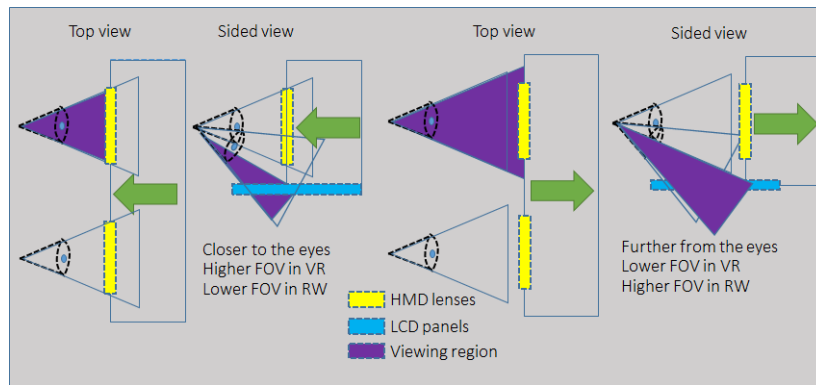 Top view
Sided view
Top view
Sided view
Closer to the eyes
Higher FOV in VR
Lower FOV in RW
Further from the eyes
Lower FOV in VR
Higher FOV in RW
HMD lenses
LCD panels
Viewing region